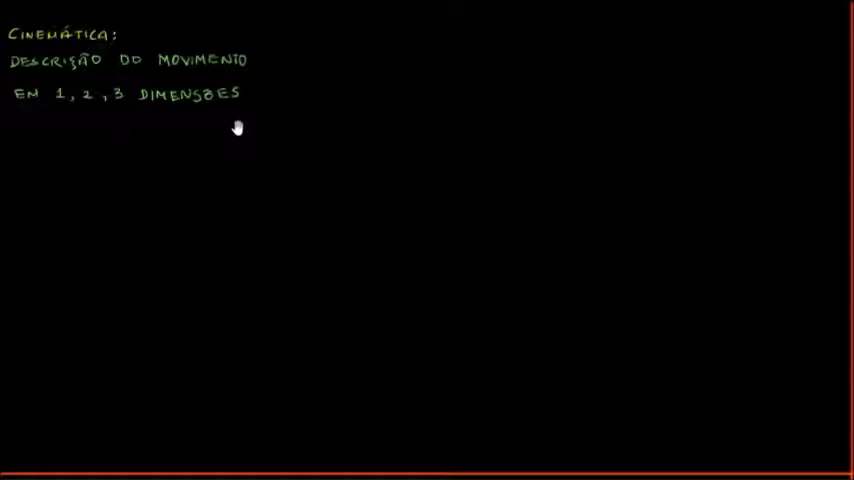 CINEMÁTICA:
DESCRIÇÃO DO MOVIMENTO
EM 1, 2, 3 DIMENSÕES